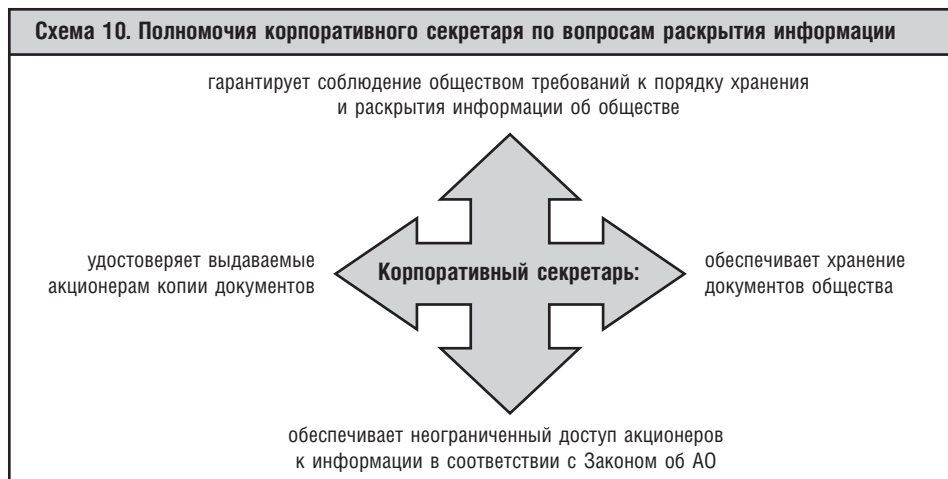 Схема 10. Полномочия корпоративного секретаря по вопросам раскрытия информации
гарантирует соблюдение обществом требований к порядку хранения
и раскрытия информации об обществе
удостоверяет выдаваемые
акционерам копии документов
Корпоративный секретарь:
обеспечивает хранение
документов общества
обеспечивает неограниченный доступ акционеров
к информации в соответствии с Законом об АО